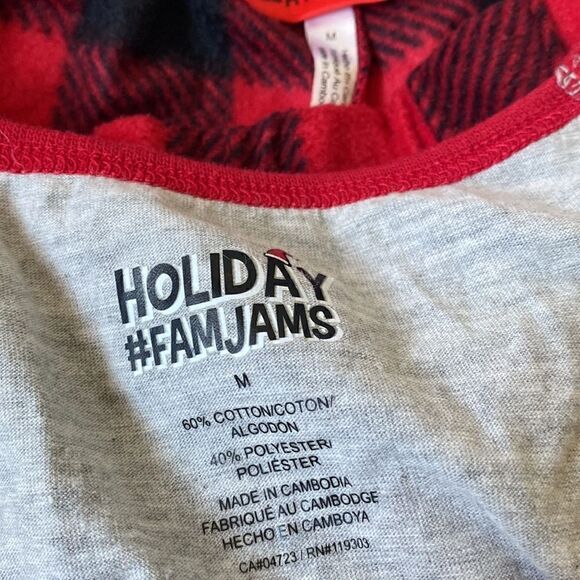 M
HOLIDAY
#FAMJAMS
M
60% COTTON/COTON/
ALGODÓN
40% POLYESTER/
POLIÉSTER
MADE IN CAMBODIA
FABRIQUÉ AU CAMBODGE
HECHO EN CAMBOYA
CA#04723 / RN#119303